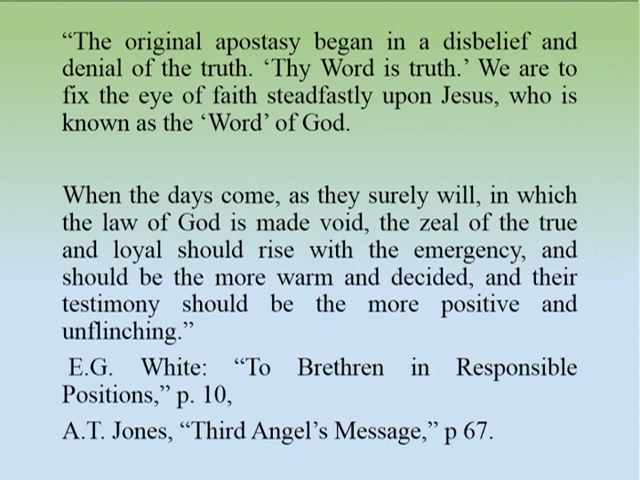 “The original apostasy began in a disbelief and
denial of the truth. ‘Thy Word is truth.’ We are to
fix the eye of faith steadfastly upon Jesus, who is
known as the ‘Word’ of God.
When the days come, as they surely will, in which
the law of God is made void, the zeal of the true
and loyal should rise with the emergency, and
should be the more warm and decided, and their
testimony should be the more positive and
unflinching.”
E.G. White: “To Brethren in Responsible
Positions,” p. 10,
A.T. Jones, “Third Angel’s Message,” p 67.